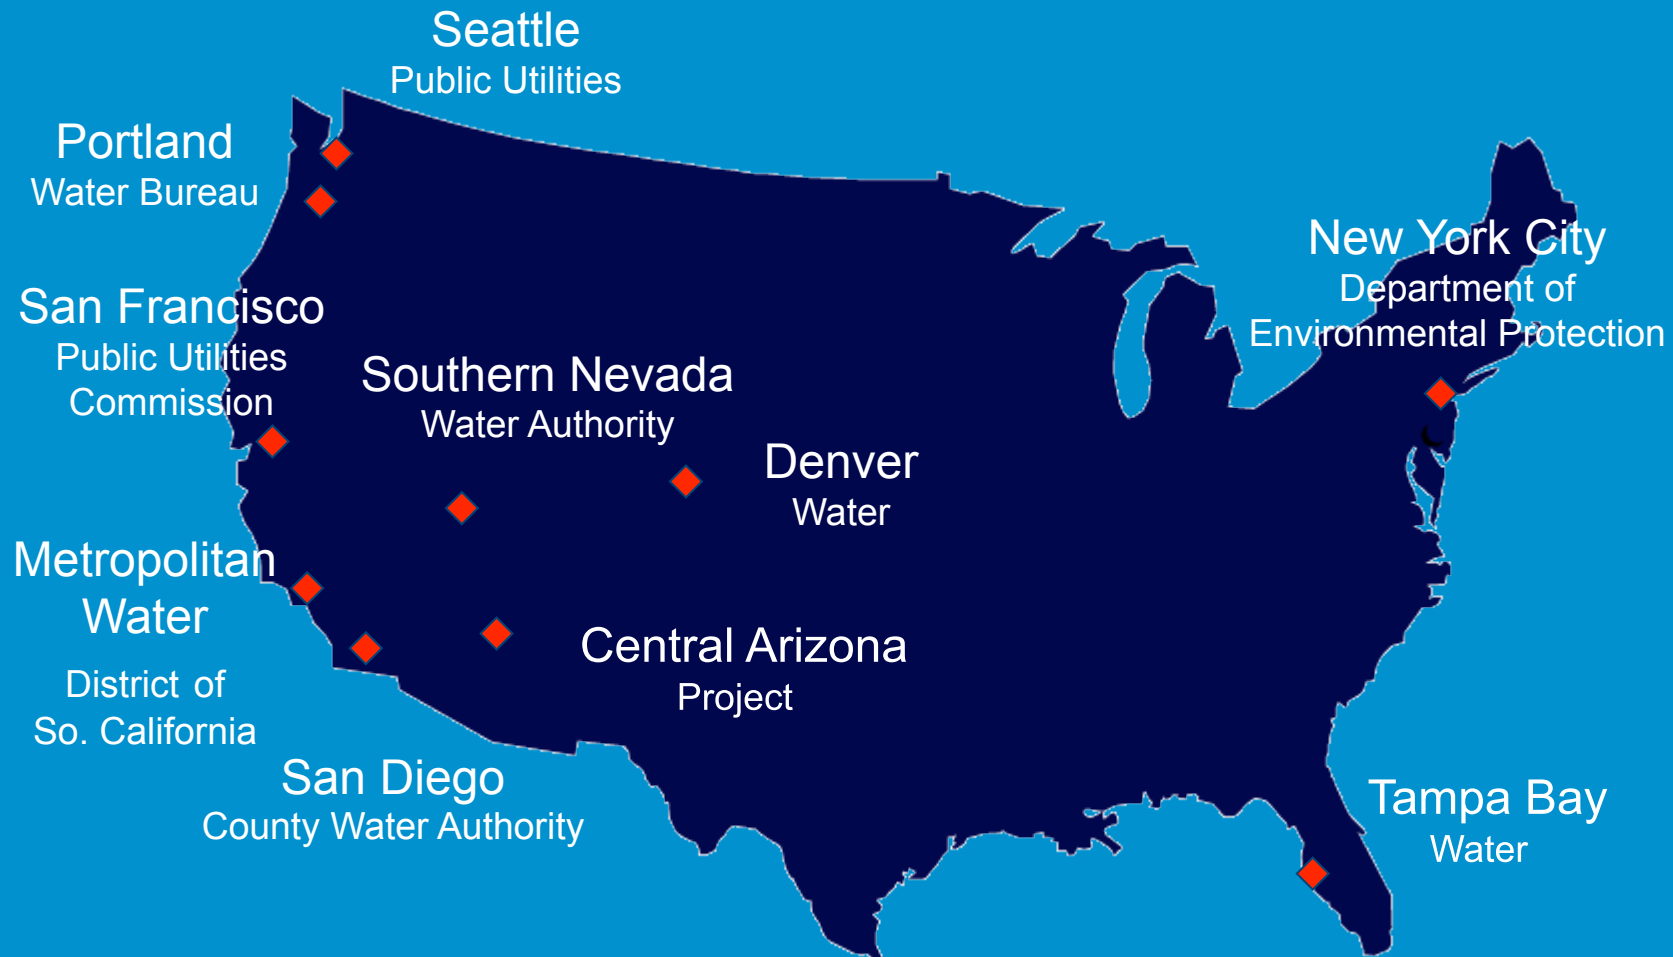 Seattle
Public Utilities
Portland
Water Bureau
New York City
Department of
Environmental Protection
San Francisco
Public Utilities
Commission
Southern Nevada
Water Authority
Denver
Water
Metropolitan
Water
District of
So. California
Central Arizona
Project
San Diego
County Water Authority
Tampa Bay
Water